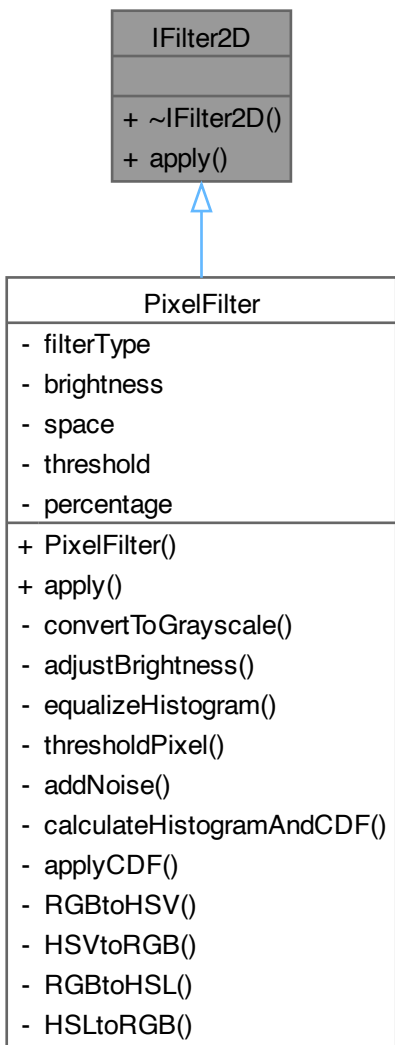 IFilter2D
+ ~IFilter2D()
+ apply()
PixelFilter
- filterType
- brightness
- space
- threshold
- percentage
+ PixelFilter()
+ apply()
- convertToGrayscale()
- adjustBrightness()
- equalizeHistogram()
- thresholdPixel()
- addNoise()
- calculateHistogramAndCDF()
- applyCDF()
- RGBtoHSV()
- HSVtoRGB()
- RGBtoHSL()
- HSLtoRGB()